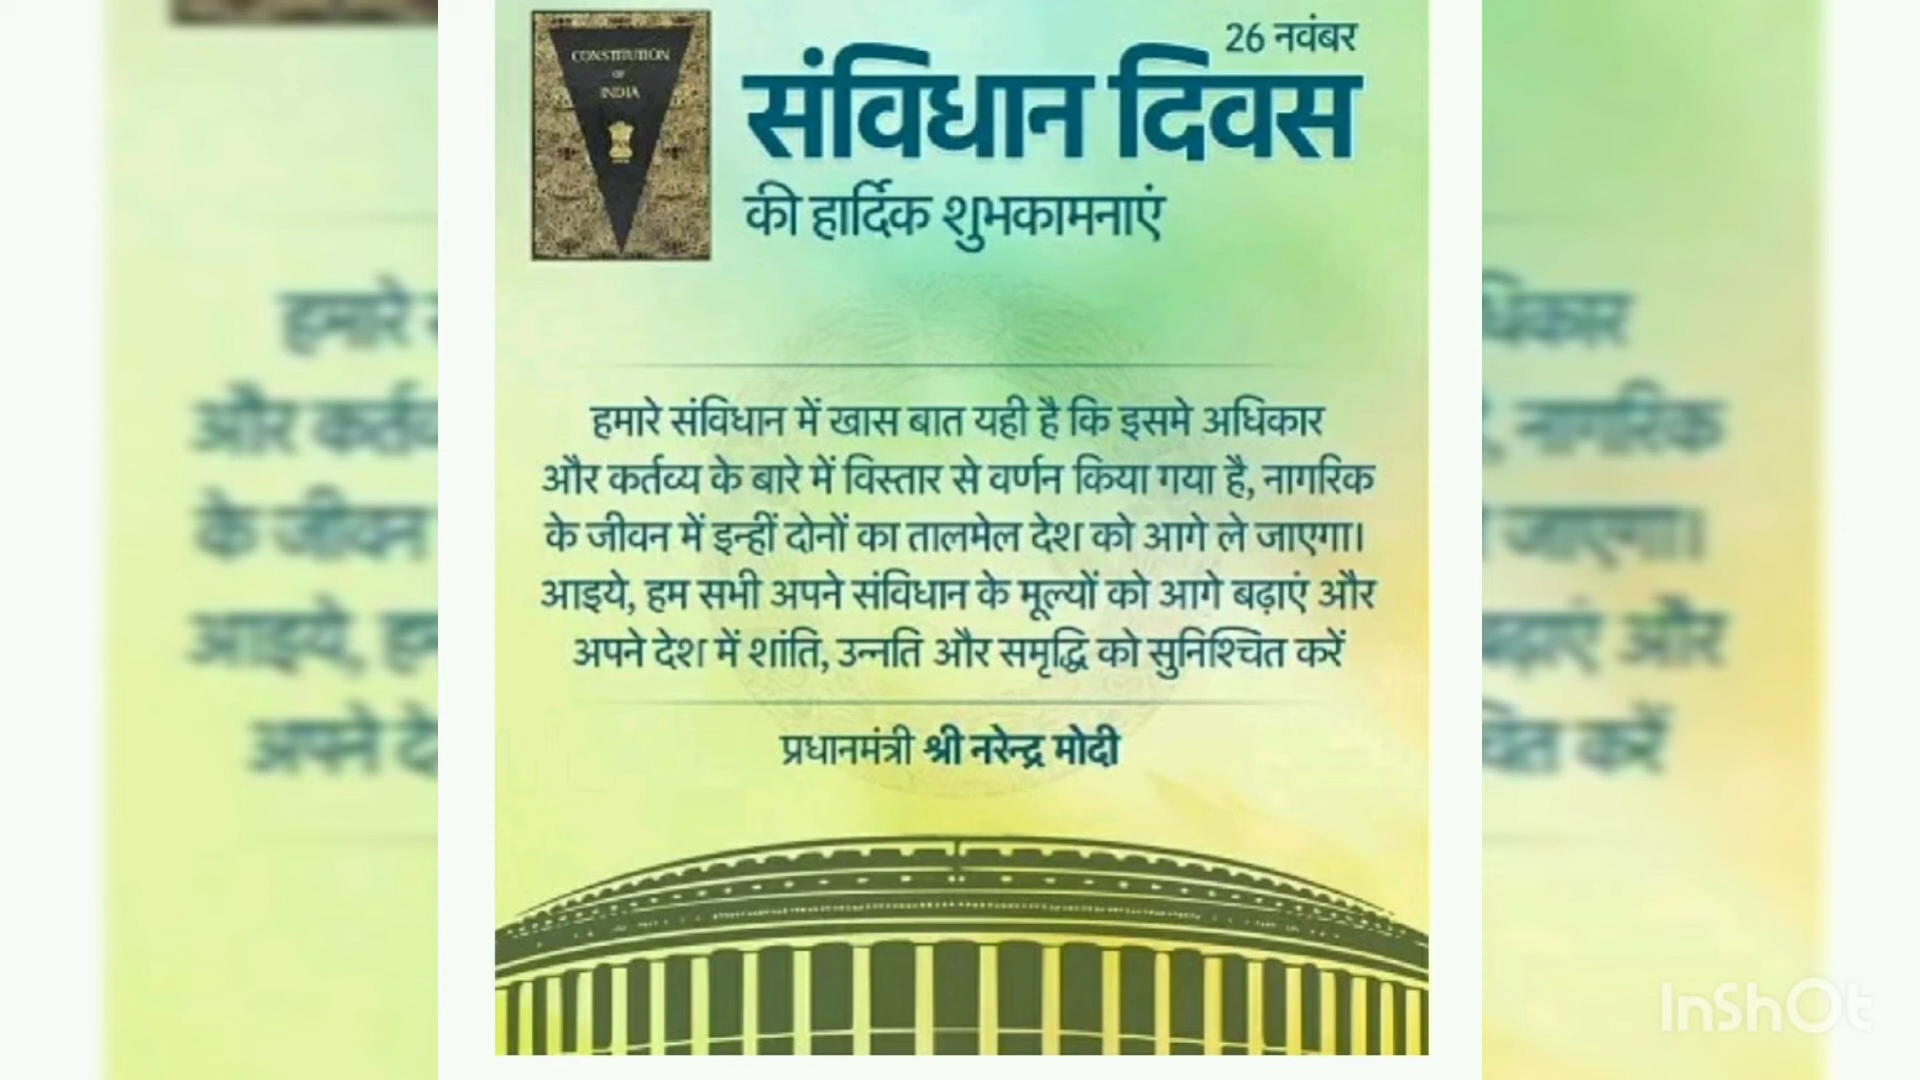 26 नवंबर
CONSTITUTION
OF
INDIA
संविधान दिवस
की हार्दिक शुभकामनाएं
हमारे संविधान में खास बात यही है कि इसमे अधिकार
और कर्तव्य के बारे में विस्तार से वर्णन किया गया है, नागरिक
के जीवन में इन्हीं दोनों का तालमेल देश को आगे ले जाएगा।
आइये, हम सभी अपने संविधान के मूल्यों को आगे बढ़ाएं और
अपने देश में शांति, उन्नति और समृद्धि को सुनिश्चित करें
प्रधानमंत्री श्री नरेन्द्र मोदी
InShOt